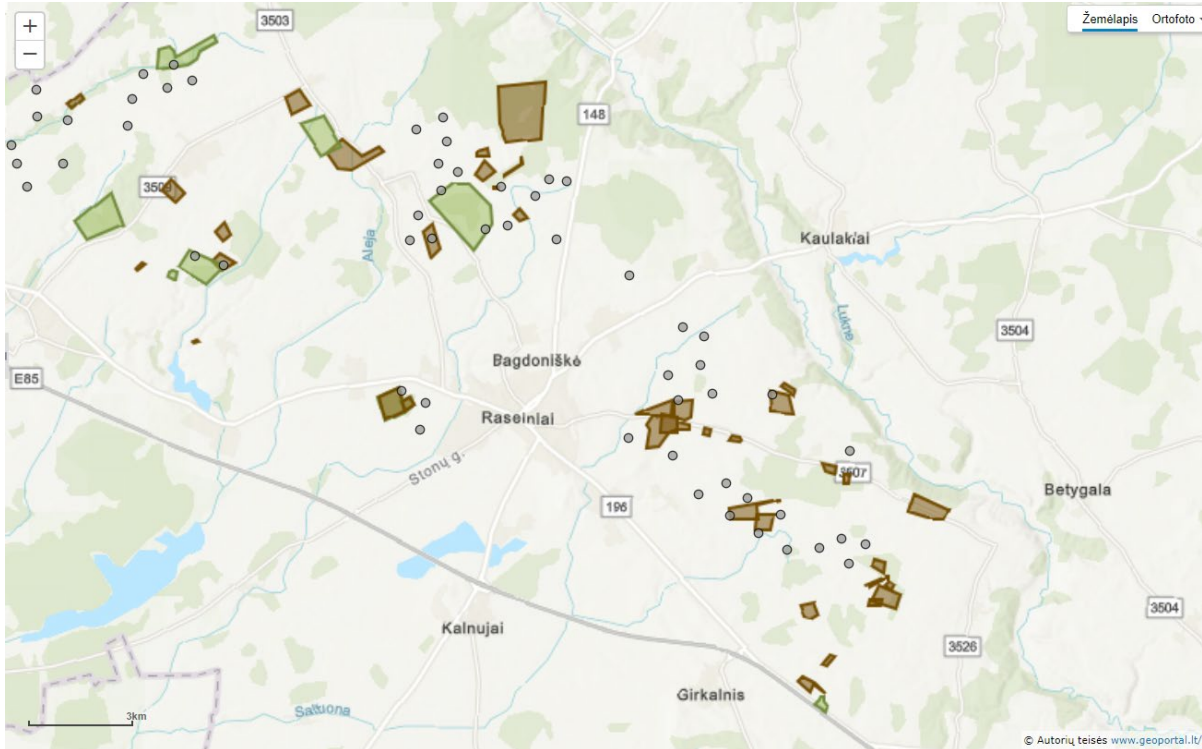 +
−
3503
Žemėlapis Ortofoto
148
3509
Aleja
Kaulakiai
Luknė
3504
Bagdoniškė
E85
Raseiniai
Stonų g.
3507
Betygala
196
3504
Kalnujai
3526
Girkalnis
Šaltuona
3km
© Autorių teisės www.geoportal.lt/